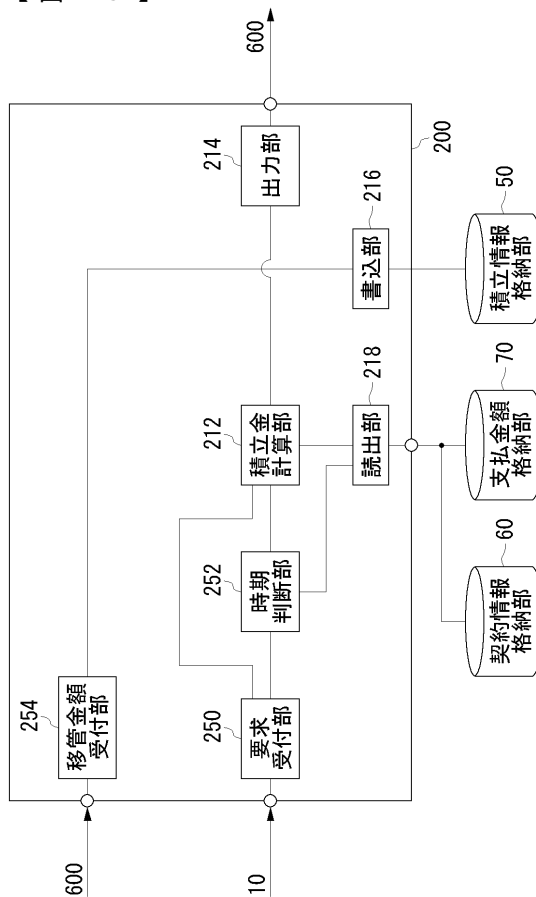 600
200
出力部
214
書込部
216
積立情報
格納部
50
積立金
計算部
212
読出部
218
支払金額
格納部
70
時期
判断部
252
契約情報
格納部
60
移管金額
受付部
254
要求
受付部
250
600
10